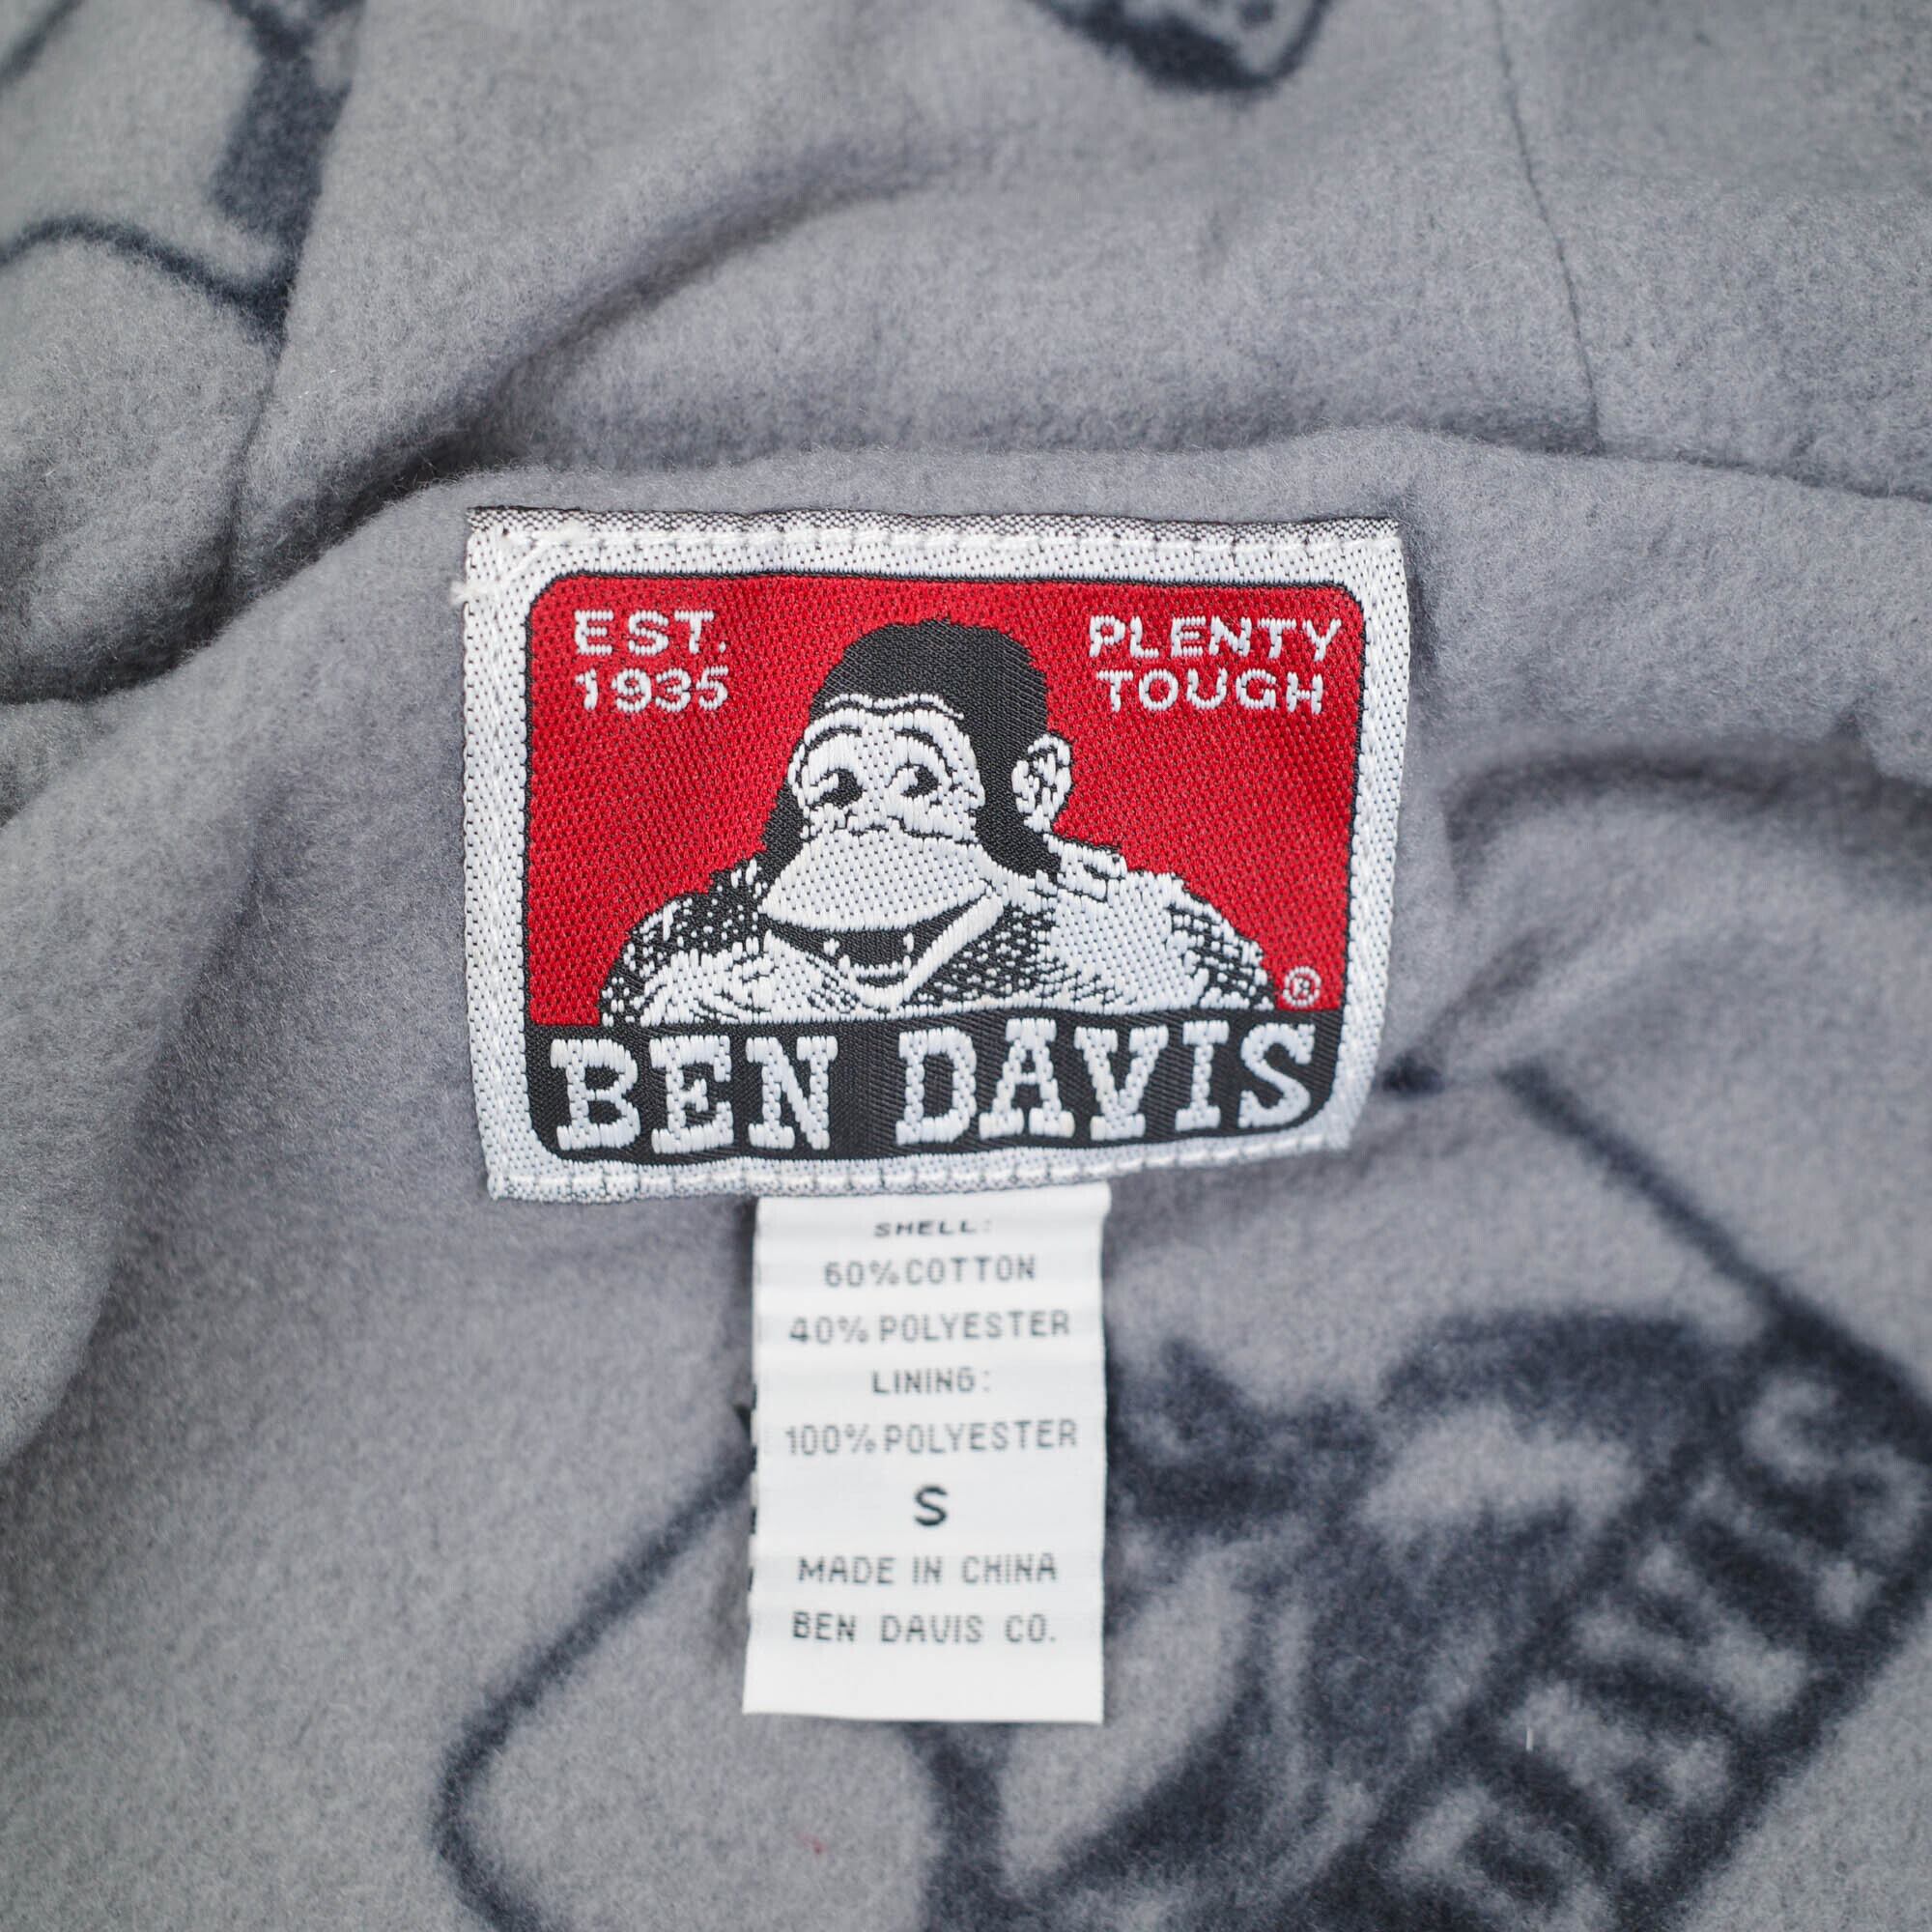 EST.
1935
PLENTY
TOUGH
®
BEN DAVIS
SHELL:
60%COTTON
40% POLYESTER
LINING:
100%POLYESTER
S
MADE IN CHINA
BEN DAVIS CO.